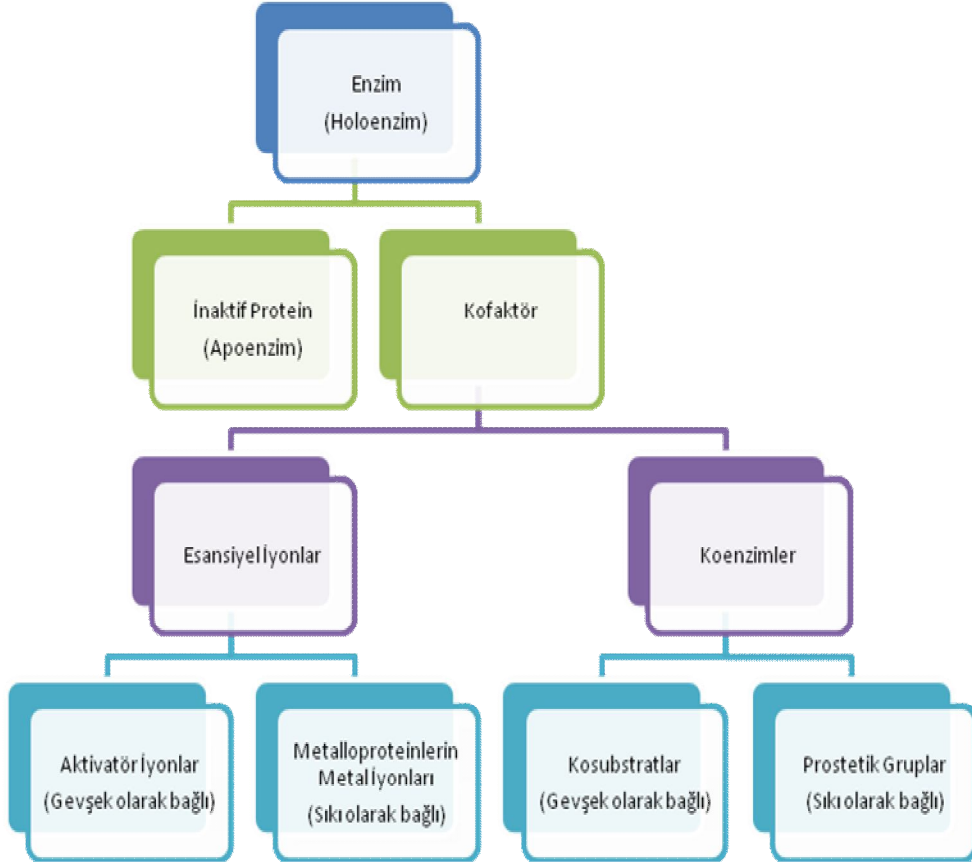 Enzim
(Holoenzim)
İnaktif Protein
(Apoenzim)
Kofaktör
Esansiyel İyonlar
Koenzimler
Aktivatör İyonlar
(Gevşek olarak bağlı)
Metalloproteinlerin
Metal İyonları
(Sıkı olarak bağlı)
Kosubstratlar
(Gevşek olarak bağlı)
Prostetik Gruplar
(Sıkı olarak bağlı)